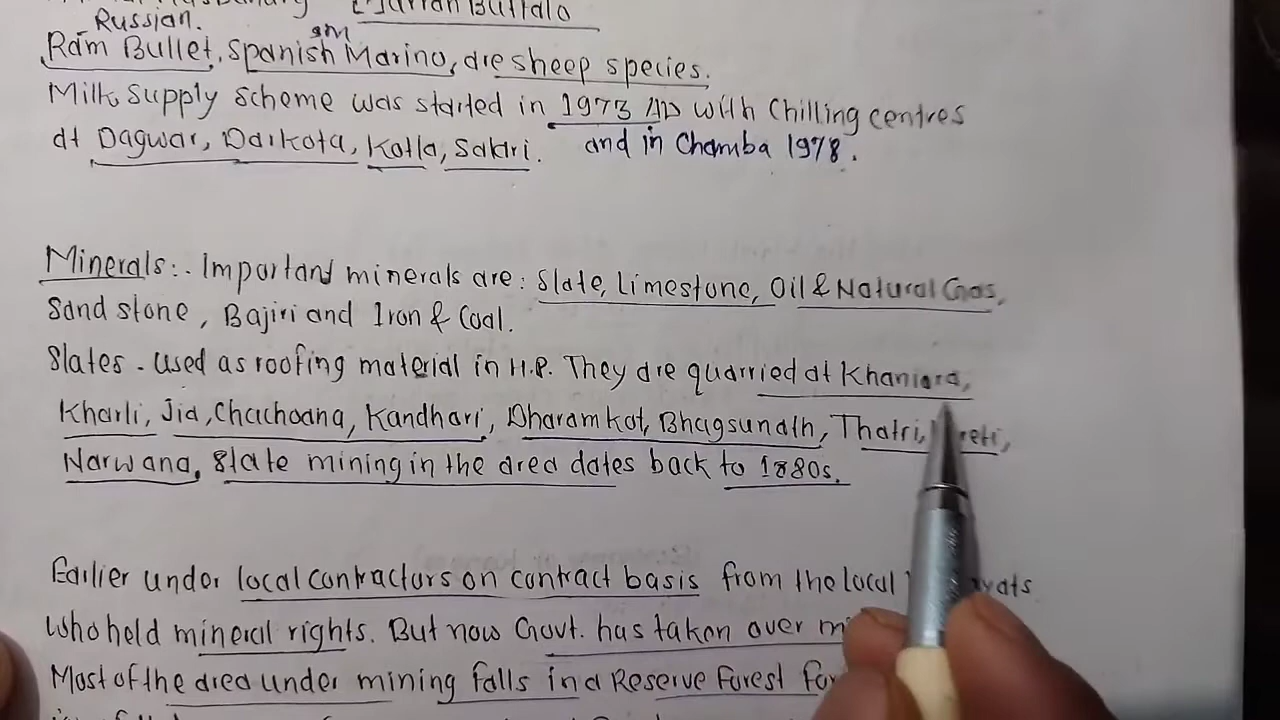 Russian.
Ram Bullet, Spanish Marino, are sheep species.
Milk supply scheme was started in 1973 AD with Chilling centres
at Dagwar, Darkata, Kotla, Salari. and in Chamba 1978.
Minerals:- Important minerals are: Slate, Limestone, Oil & Natural Gas,
Sand stone, Bajiri and Iron & Coal.
Slates - used as roofing material in H.P. They are quarried at Khaniara,
Kharli, Jia, Chachoana, Kandhari, Dharamkot, Bhagsunath, Thatri,
Narwana, Slate mining in the area dates back to 1880s.
Earlier under local contractors on contract basis from the local
who held mineral rights. But now Govt. has taken over
Most of the area under mining falls in a Reserve Forest